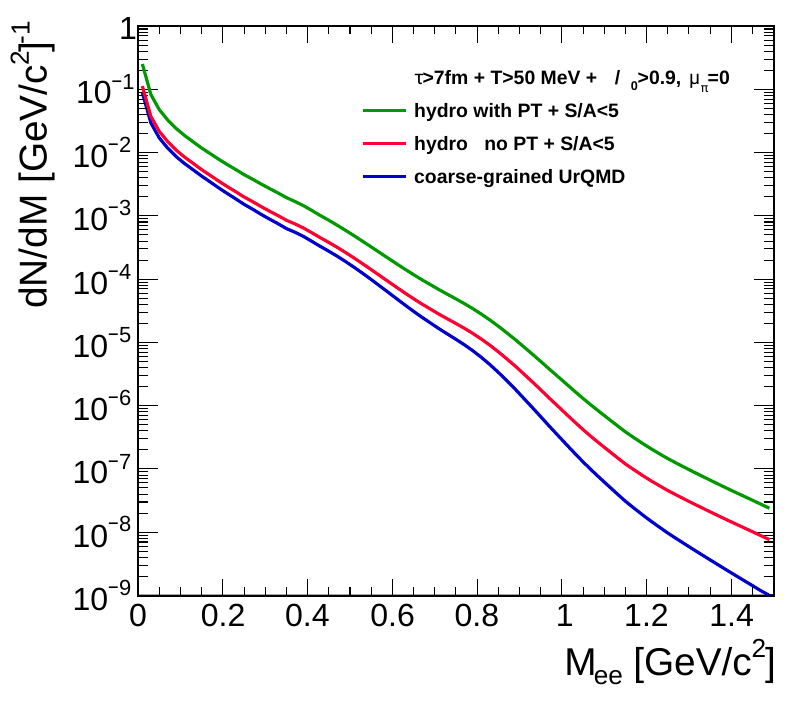 dN/dM [GeV/c²]⁻¹
1
10⁻¹
10⁻²
10⁻³
10⁻⁴
10⁻⁵
10⁻⁶
10⁻⁷
10⁻⁸
10⁻⁹
τ>7fm + T>50 MeV + / ₀>0.9, μπ=0
hydro with PT + S/A<5
hydro no PT + S/A<5
coarse-grained UrQMD
0 0.2 0.4 0.6 0.8 1 1.2 1.4
Mee [GeV/c²]